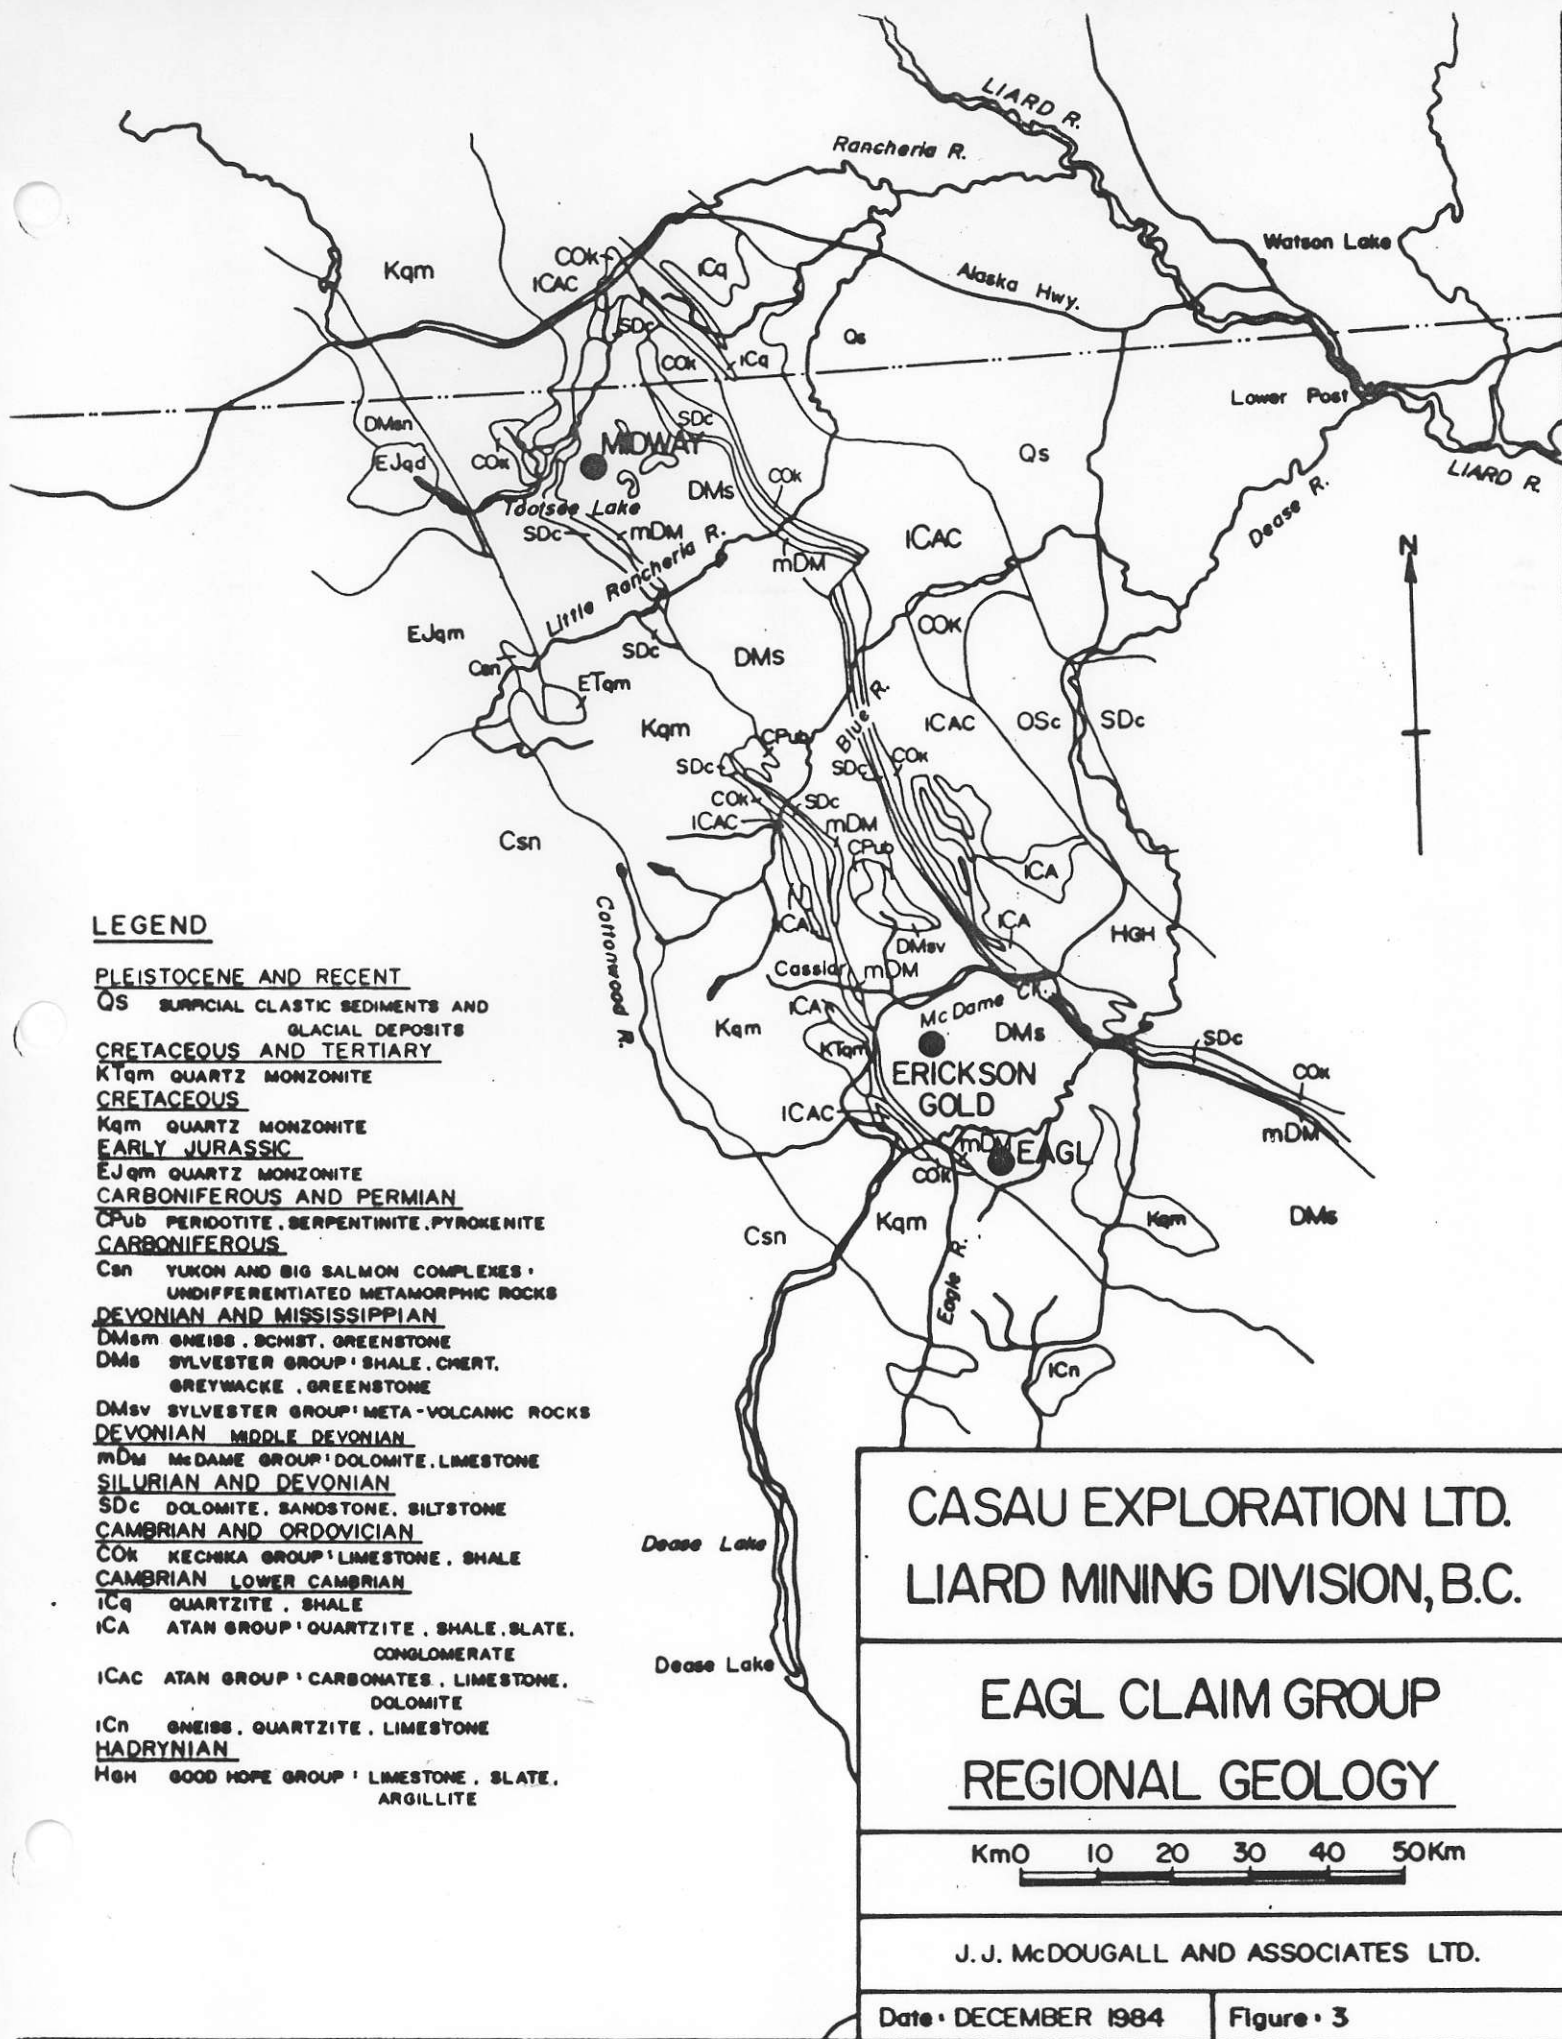 LIARD R.
Rancheria R.
Watson Lake
Kqm
COk
ICAC
ICq
Alaska Hwy.
SDc
Qs
COk
ICq
Lower Post
DMsn
SDc
MIDWAY
EJqd
COk
Qs
LIARD R.
DMs
COk
Dease R.
Tootsee Lake
SDc
mDM
ICAC
N
mDM
Little Rancheria R.
EJqm
COK
SDc
DMs
Csn
ETqm
Kqm
Blue R.
ICAC
OSc
SDc
CPub
SDc
SDc
COk
COk
SDc
ICAC
mDM
Csn
CPub
ICA
Cottonwood R.
ICA
ICA
HGH
DMsv
Cassiar
mDM
ICA
McDame Ck.
Kqm
DMs
KTqm
SDc
ERICKSON
GOLD
COk
ICAC
mDM
mDM
EAGL
COk
Kqm
Kqm
DMs
Csn
Eagle R.
ICn
Dease Lake
Dease Lake
LEGEND
PLEISTOCENE AND RECENT
QS SURFICIAL CLASTIC SEDIMENTS AND
GLACIAL DEPOSITS
CRETACEOUS AND TERTIARY
KTqm QUARTZ MONZONITE
CRETACEOUS
Kqm QUARTZ MONZONITE
EARLY JURASSIC
EJqm QUARTZ MONZONITE
CARBONIFEROUS AND PERMIAN
CPub PERIDOTITE, SERPENTINITE, PYROXENITE
CARBONIFEROUS
Csn YUKON AND BIG SALMON COMPLEXES:
UNDIFFERENTIATED METAMORPHIC ROCKS
DEVONIAN AND MISSISSIPPIAN
DMsm GNEISS, SCHIST, GREENSTONE
DMs SYLVESTER GROUP: SHALE, CHERT,
GREYWACKE, GREENSTONE
DMsv SYLVESTER GROUP: META-VOLCANIC ROCKS
DEVONIAN MIDDLE DEVONIAN
mDM McDAME GROUP: DOLOMITE, LIMESTONE
SILURIAN AND DEVONIAN
SDc DOLOMITE, SANDSTONE, SILTSTONE
CAMBRIAN AND ORDOVICIAN
COk KECHIKA GROUP: LIMESTONE, SHALE
CAMBRIAN LOWER CAMBRIAN
ICq QUARTZITE, SHALE
ICA ATAN GROUP: QUARTZITE, SHALE, SLATE,
CONGLOMERATE
ICAC ATAN GROUP: CARBONATES, LIMESTONE,
DOLOMITE
ICn GNEISS, QUARTZITE, LIMESTONE
HADRYNIAN
HGH GOOD HOPE GROUP: LIMESTONE, SLATE,
ARGILLITE
CASAU EXPLORATION LTD.
LIARD MINING DIVISION, B.C.
EAGL CLAIM GROUP
REGIONAL GEOLOGY
Km0 10 20 30 40 50Km
J. J. McDOUGALL AND ASSOCIATES LTD.
Date: DECEMBER 1984
Figure: 3